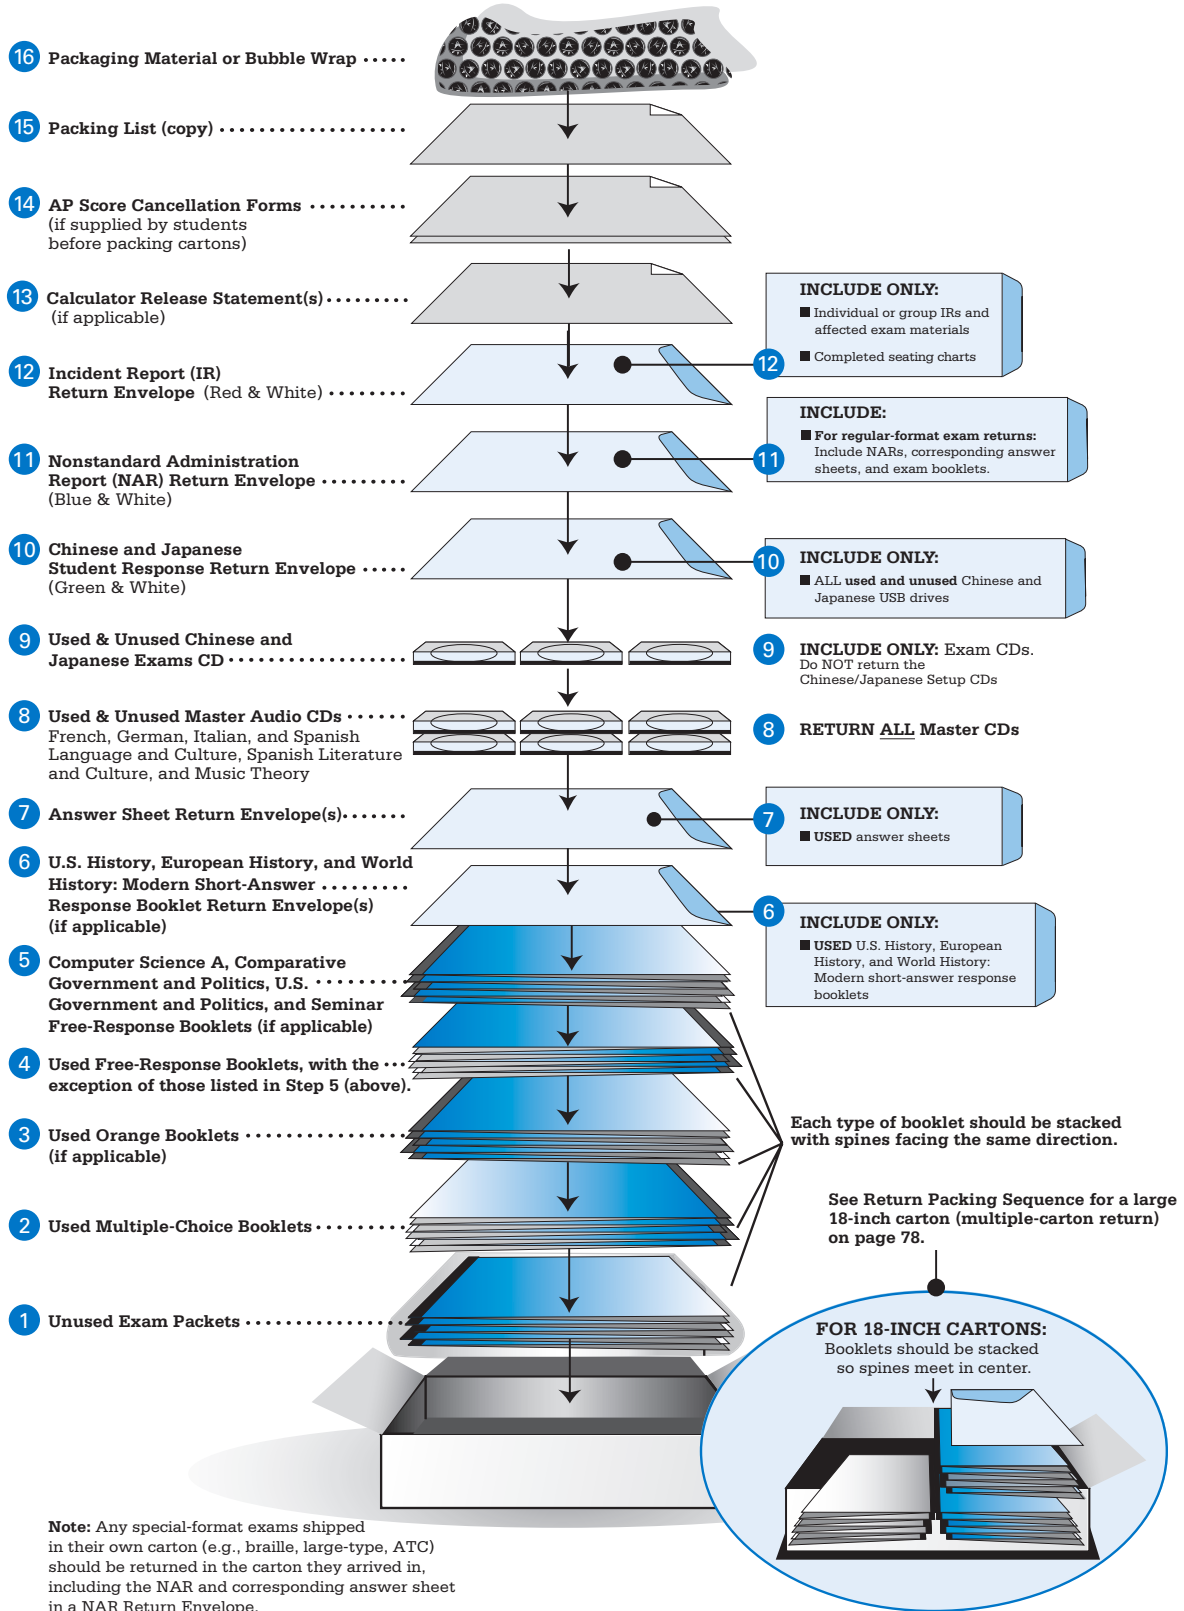 16 Packaging Material or Bubble Wrap
15 Packing List (copy)
14 AP Score Cancellation Forms
(if supplied by students
before packing cartons)
13 Calculator Release Statement(s)
(if applicable)
12 Incident Report (IR)
Return Envelope (Red & White)
12
INCLUDE ONLY:
■ Individual or group IRs and
affected exam materials
■ Completed seating charts
11 Nonstandard Administration
Report (NAR) Return Envelope
(Blue & White)
11
INCLUDE:
■ For regular-format exam returns:
Include NARs, corresponding answer
sheets, and exam booklets.
10 Chinese and Japanese
Student Response Return Envelope
(Green & White)
10
INCLUDE ONLY:
■ ALL used and unused Chinese and
Japanese USB drives
9 Used & Unused Chinese and
Japanese Exams CD
9 INCLUDE ONLY: Exam CDs.
Do NOT return the
Chinese/Japanese Setup CDs
8 Used & Unused Master Audio CDs
French, German, Italian, and Spanish
Language and Culture, Spanish Literature
and Culture, and Music Theory
8 RETURN ALL Master CDs
7 Answer Sheet Return Envelope(s)
7
INCLUDE ONLY:
■ USED answer sheets
6 U.S. History, European History, and World
History: Modern Short-Answer
Response Booklet Return Envelope(s)
(if applicable)
6
INCLUDE ONLY:
■ USED U.S. History, European
History, and World History:
Modern short-answer response
booklets
5 Computer Science A, Comparative
Government and Politics, U.S.
Government and Politics, and Seminar
Free-Response Booklets (if applicable)
4 Used Free-Response Booklets, with the
exception of those listed in Step 5 (above).
3 Used Orange Booklets
(if applicable)
Each type of booklet should be stacked
with spines facing the same direction.
2 Used Multiple-Choice Booklets
See Return Packing Sequence for a large
18-inch carton (multiple-carton return)
on page 78.
1 Unused Exam Packets
FOR 18-INCH CARTONS:
Booklets should be stacked
so spines meet in center.
Note: Any special-format exams shipped
in their own carton (e.g., braille, large-type, ATC)
should be returned in the carton they arrived in,
including the NAR and corresponding answer sheet
in a NAR Return Envelope.